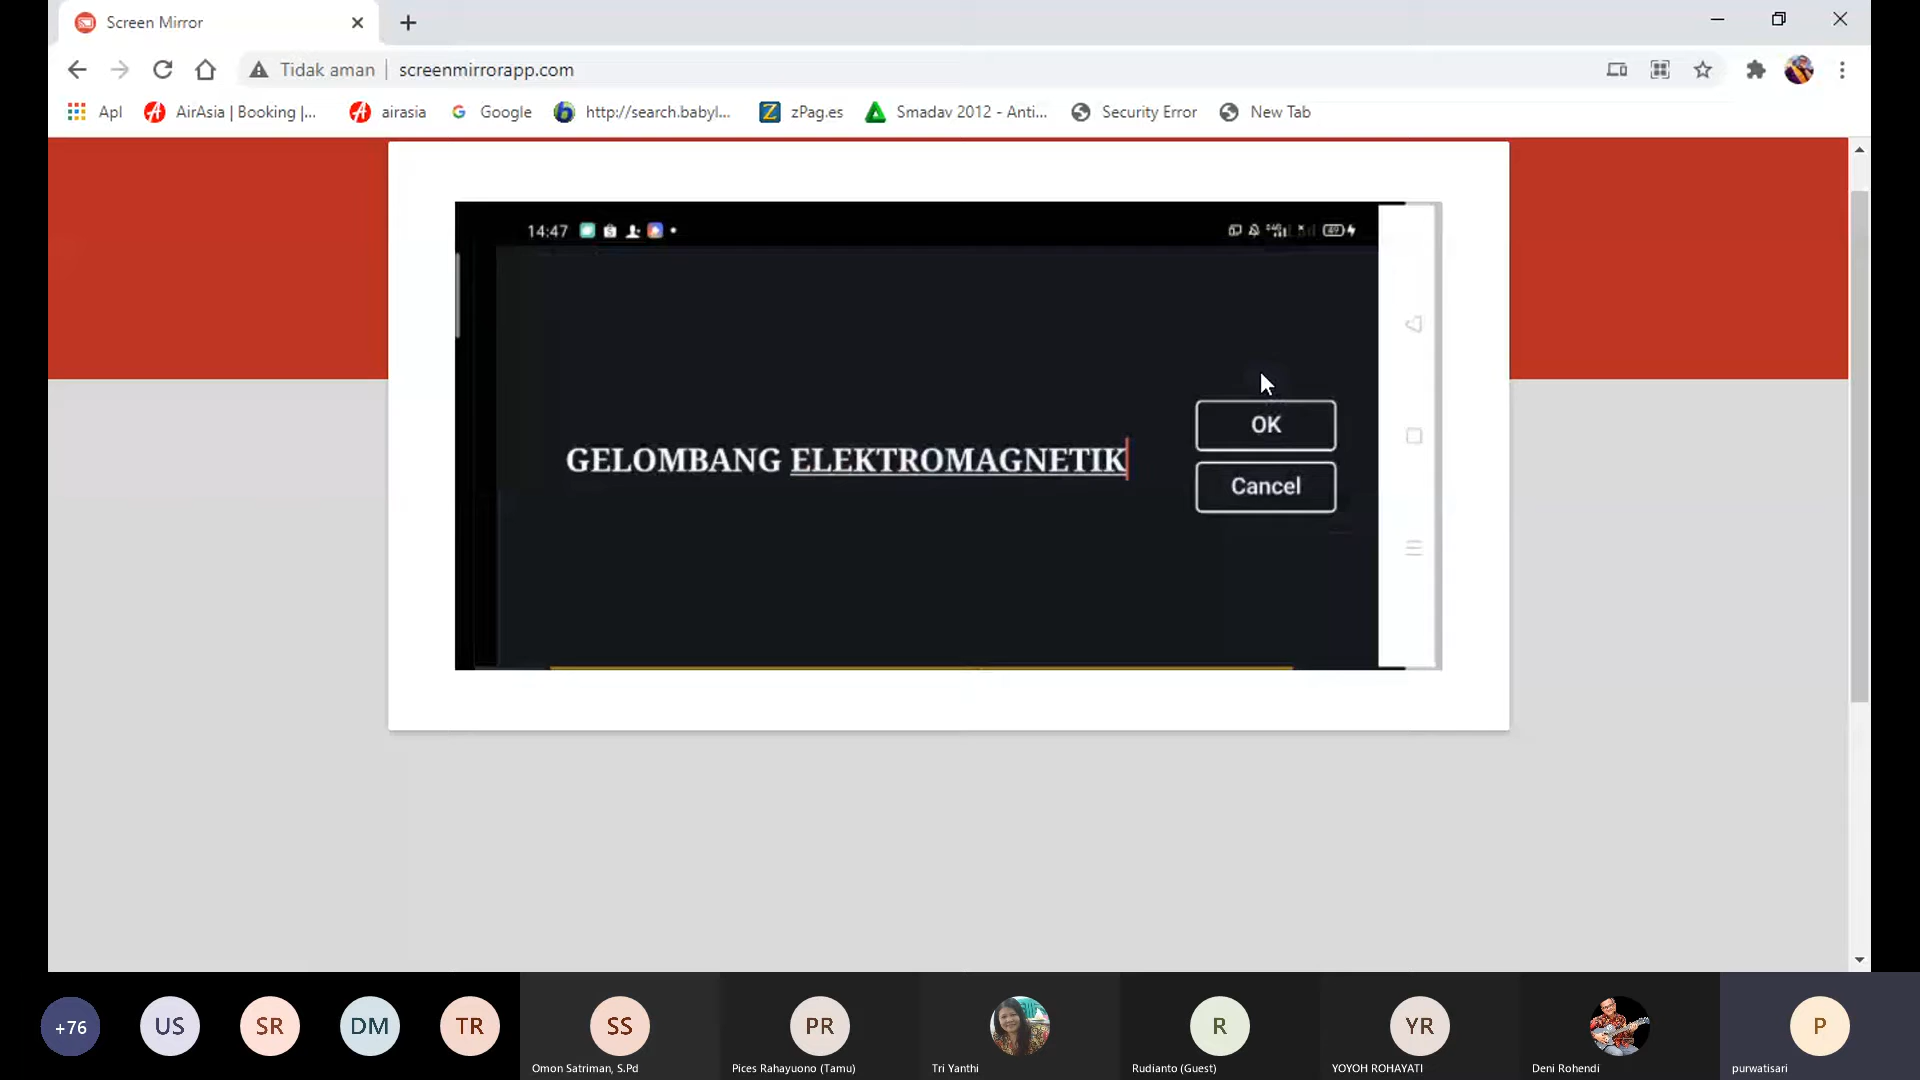 Screen Mirror
Tidak aman | screenmirrorapp.com
Apl AirAsia | Booking |... airasia Google http://search.babyl... zPag.es Smadav 2012 - Anti... Security Error New Tab
14:47
GELOMBANG ELEKTROMAGNETIK
OK
Cancel
+76 US SR DM TR SS PR R YR P
Omon Satriman, S.Pd Pices Rahayuono (Tamu) Tri Yanthi Rudianto (Guest) YOYOH ROHAYATI Deni Rohendi purwatisari